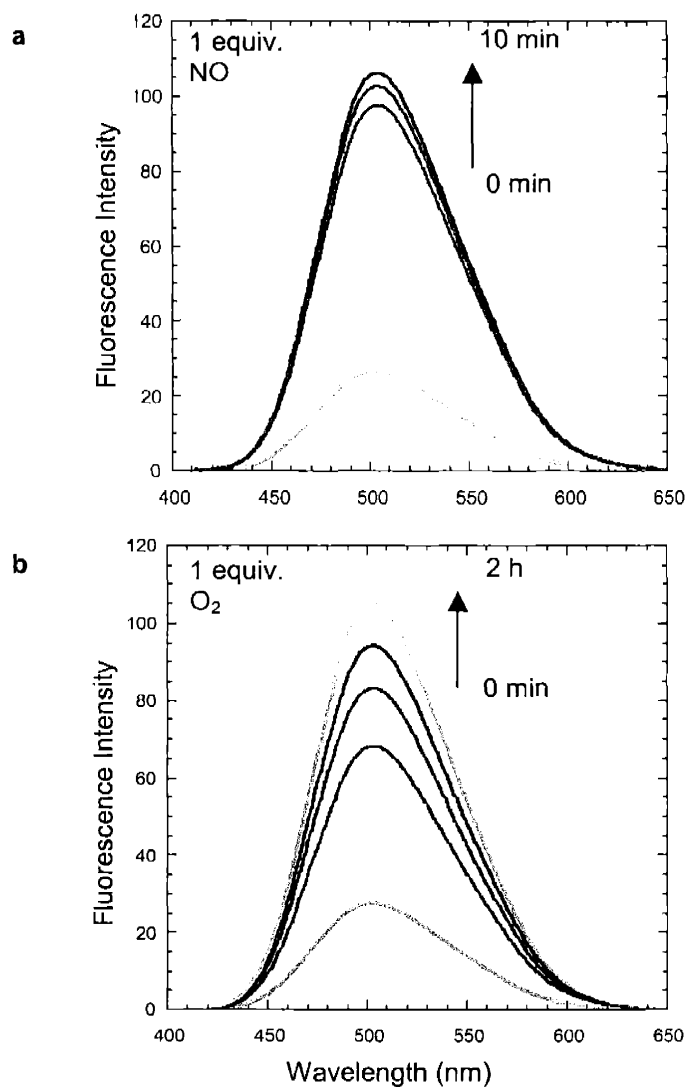 a
1 equiv.
NO
10 min
0 min
Fluorescence Intensity
120
100
80
60
40
20
0
400 450 500 550 600 650
b
1 equiv.
O₂
2 h
0 min
Fluorescence Intensity
120
100
80
60
40
20
0
400 450 500 550 600 650
Wavelength (nm)